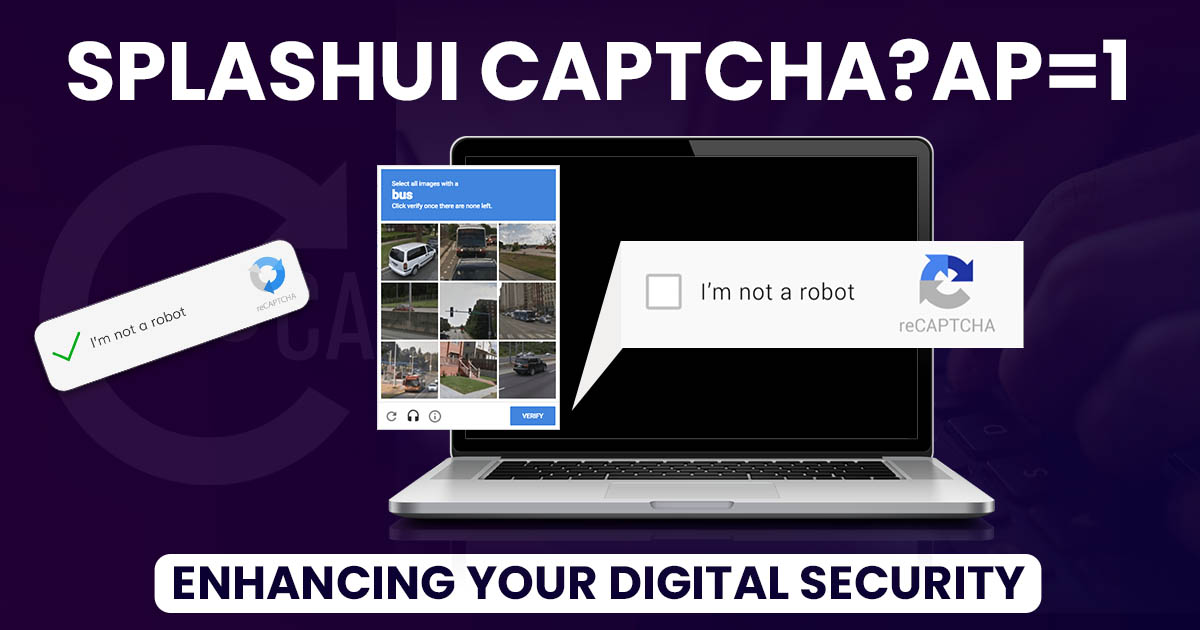 SPLASHUI CAPTCHA?AP=1
Select all images with a
bus
Click verify once there are none left.
I'm not a robot
reCAPTCHA
I'm not a robot
reCAPTCHA
VERIFY
ENHANCING YOUR DIGITAL SECURITY